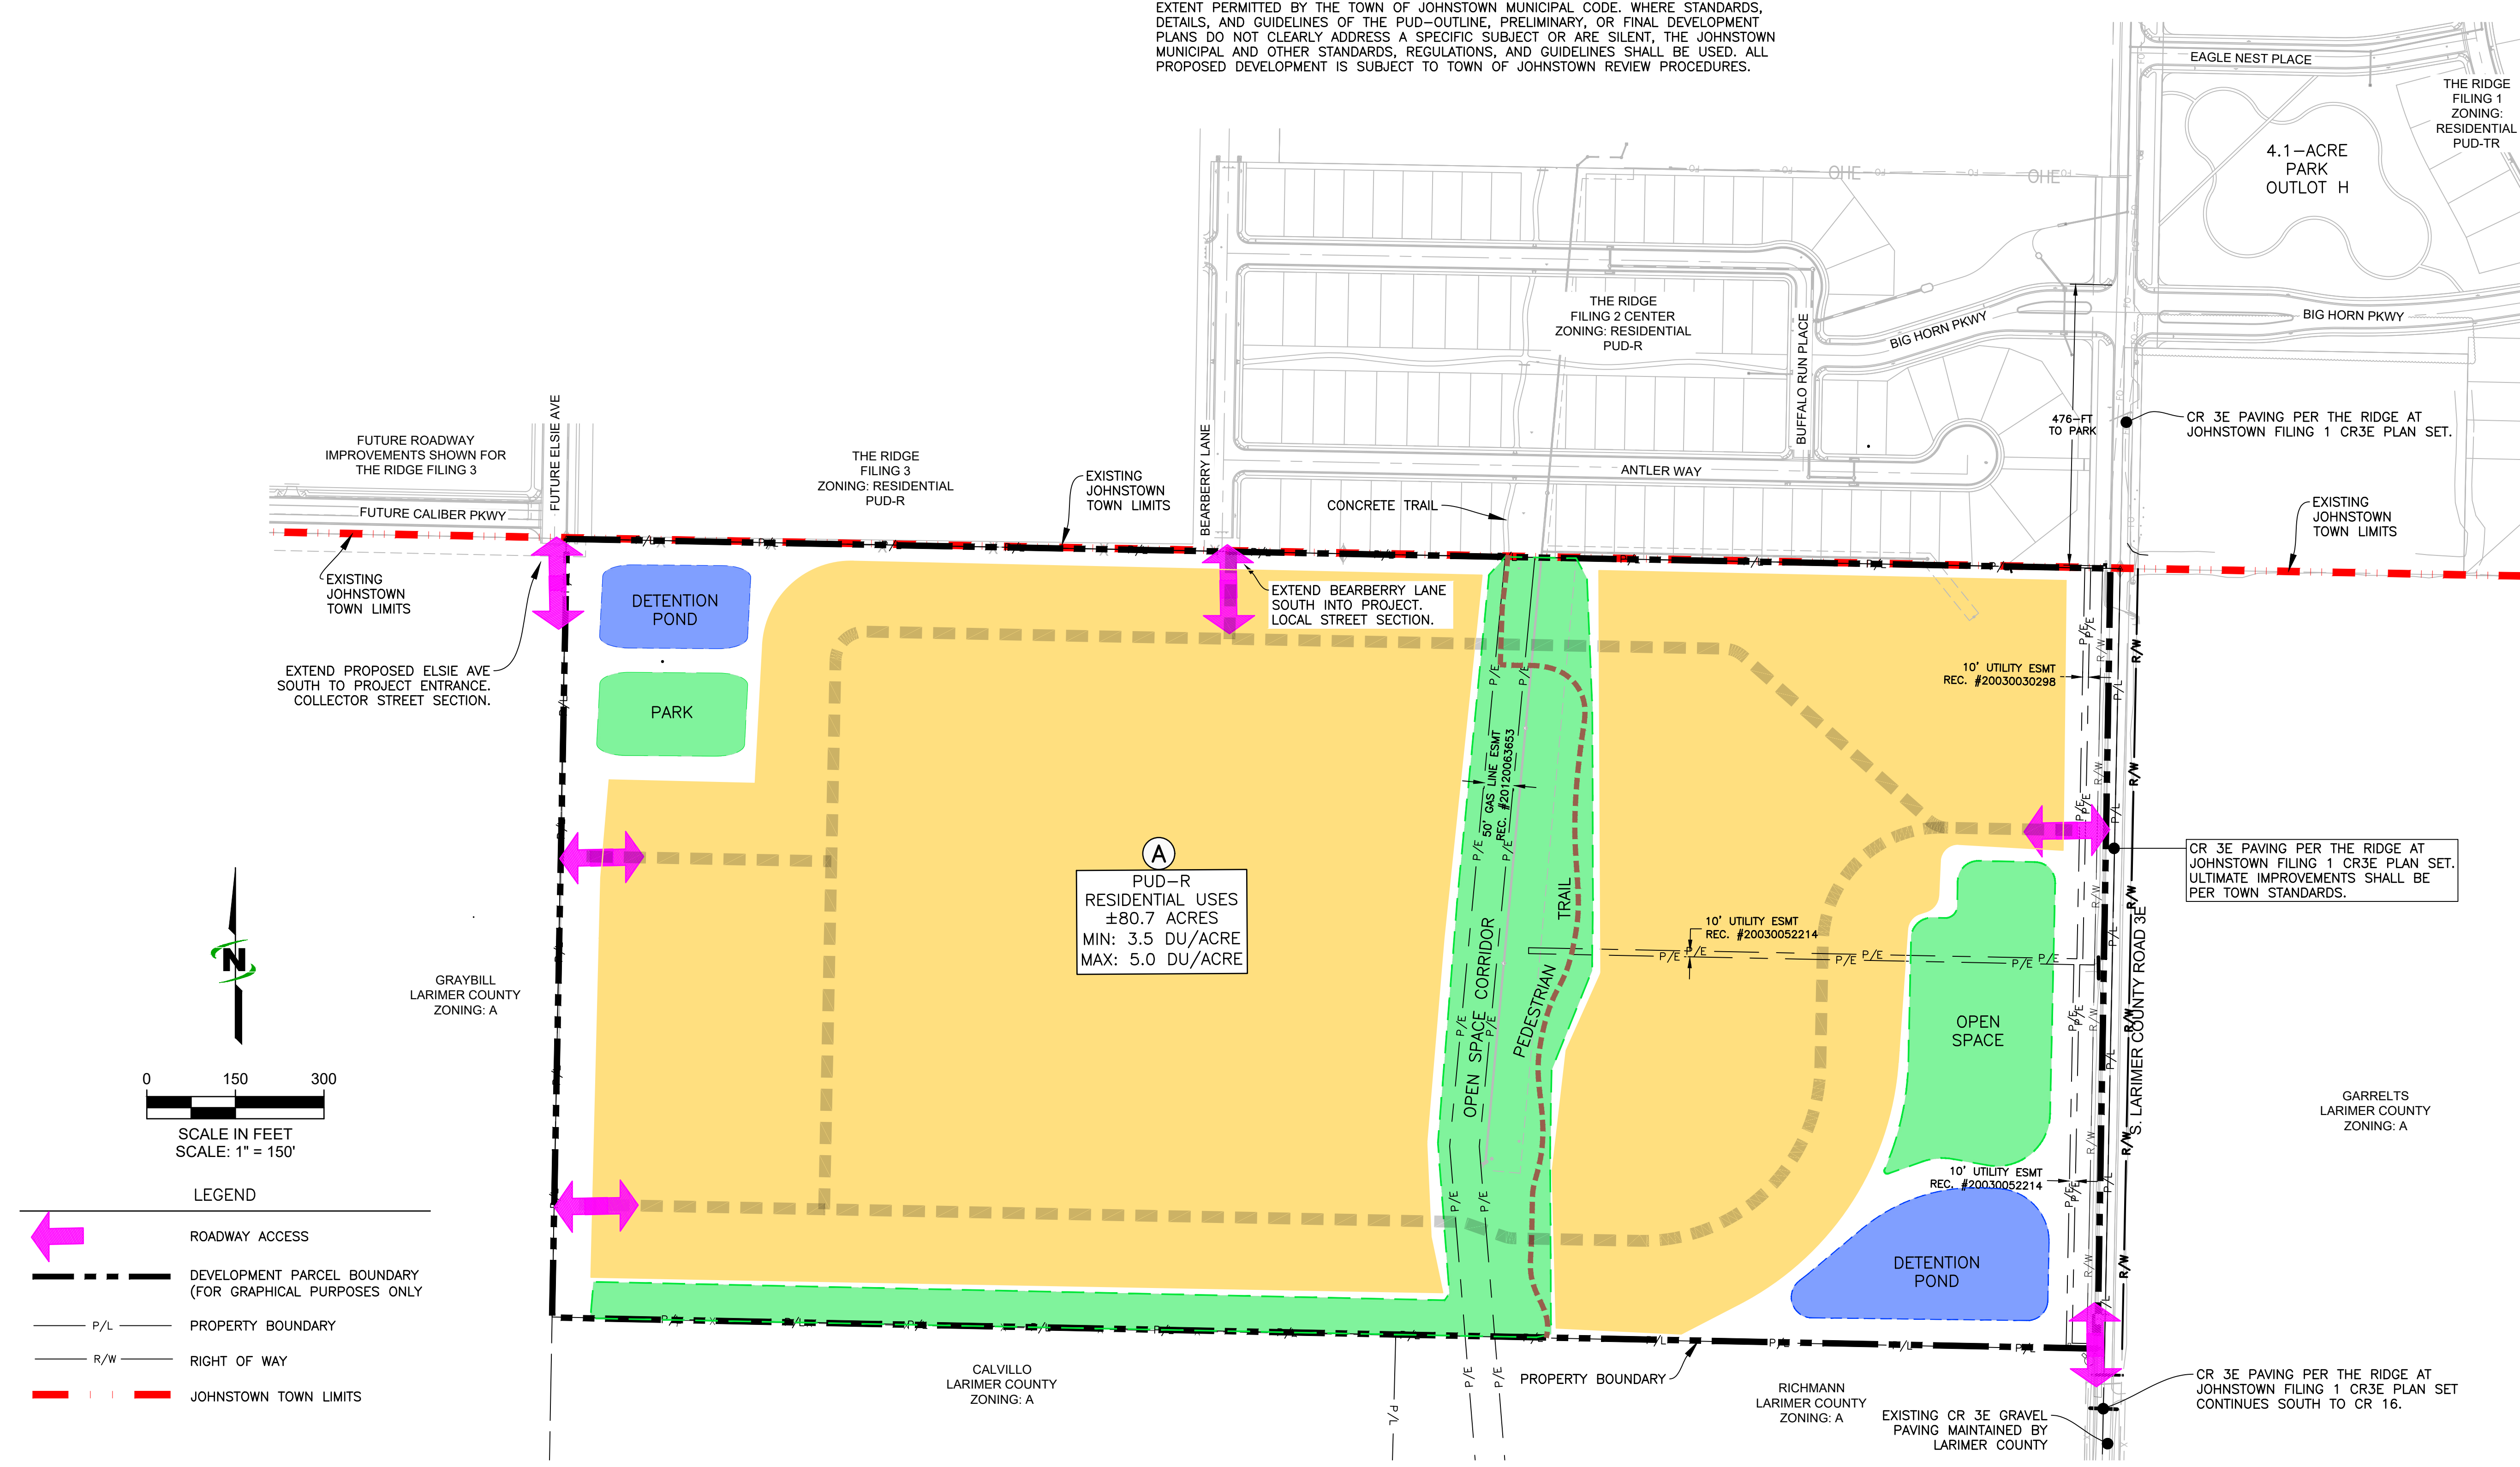 EXTENT PERMITTED BY THE TOWN OF JOHNSTOWN MUNICIPAL CODE. WHERE STANDARDS,
DETAILS, AND GUIDELINES OF THE PUD-OUTLINE, PRELIMINARY, OR FINAL DEVELOPMENT
PLANS DO NOT CLEARLY ADDRESS A SPECIFIC SUBJECT OR ARE SILENT, THE JOHNSTOWN
MUNICIPAL AND OTHER STANDARDS, REGULATIONS, AND GUIDELINES SHALL BE USED. ALL
PROPOSED DEVELOPMENT IS SUBJECT TO TOWN OF JOHNSTOWN REVIEW PROCEDURES.
EAGLE NEST PLACE
THE RIDGE
FILING 1
ZONING:
RESIDENTIAL
PUD-TR
4.1-ACRE
PARK
OUTLOT H
OHE
OHE
THE RIDGE
FILING 2 CENTER
ZONING: RESIDENTIAL
PUD-R
BUFFALO RUN PLACE
BIG HORN PKWY
BIG HORN PKWY
476-FT
TO PARK
CR 3E PAVING PER THE RIDGE AT
JOHNSTOWN FILING 1 CR3E PLAN SET.
ANTLER WAY
FUTURE ROADWAY
IMPROVEMENTS SHOWN FOR
THE RIDGE FILING 3
FUTURE ELSIE AVE
FUTURE CALIBER PKWY
THE RIDGE
FILING 3
ZONING: RESIDENTIAL
PUD-R
EXISTING
JOHNSTOWN
TOWN LIMITS
BEARBERRY LANE
CONCRETE TRAIL
EXISTING
JOHNSTOWN
TOWN LIMITS
EXISTING
JOHNSTOWN
TOWN LIMITS
DETENTION
POND
EXTEND BEARBERRY LANE
SOUTH INTO PROJECT.
LOCAL STREET SECTION.
EXTEND PROPOSED ELSIE AVE
SOUTH TO PROJECT ENTRANCE.
COLLECTOR STREET SECTION.
PARK
10' UTILITY ESMT
REC. #20030030298
50' GAS LINE ESMT
REC. #20120063653
A
PUD-R
RESIDENTIAL USES
±80.7 ACRES
MIN: 3.5 DU/ACRE
MAX: 5.0 DU/ACRE
OPEN SPACE CORRIDOR
PEDESTRIAN TRAIL
10' UTILITY ESMT
REC. #20030052214
CR 3E PAVING PER THE RIDGE AT
JOHNSTOWN FILING 1 CR3E PLAN SET.
ULTIMATE IMPROVEMENTS SHALL BE
PER TOWN STANDARDS.
S. LARIMER COUNTY ROAD 3E
OPEN
SPACE
GRAYBILL
LARIMER COUNTY
ZONING: A
GARRELTS
LARIMER COUNTY
ZONING: A
10' UTILITY ESMT
REC. #20030052214
DETENTION
POND
N
0 150 300
SCALE IN FEET
SCALE: 1" = 150'
LEGEND
ROADWAY ACCESS
DEVELOPMENT PARCEL BOUNDARY
(FOR GRAPHICAL PURPOSES ONLY
P/L PROPERTY BOUNDARY
R/W RIGHT OF WAY
JOHNSTOWN TOWN LIMITS
CALVILLO
LARIMER COUNTY
ZONING: A
PROPERTY BOUNDARY
RICHMANN
LARIMER COUNTY
ZONING: A
EXISTING CR 3E GRAVEL
PAVING MAINTAINED BY
LARIMER COUNTY
CR 3E PAVING PER THE RIDGE AT
JOHNSTOWN FILING 1 CR3E PLAN SET
CONTINUES SOUTH TO CR 16.